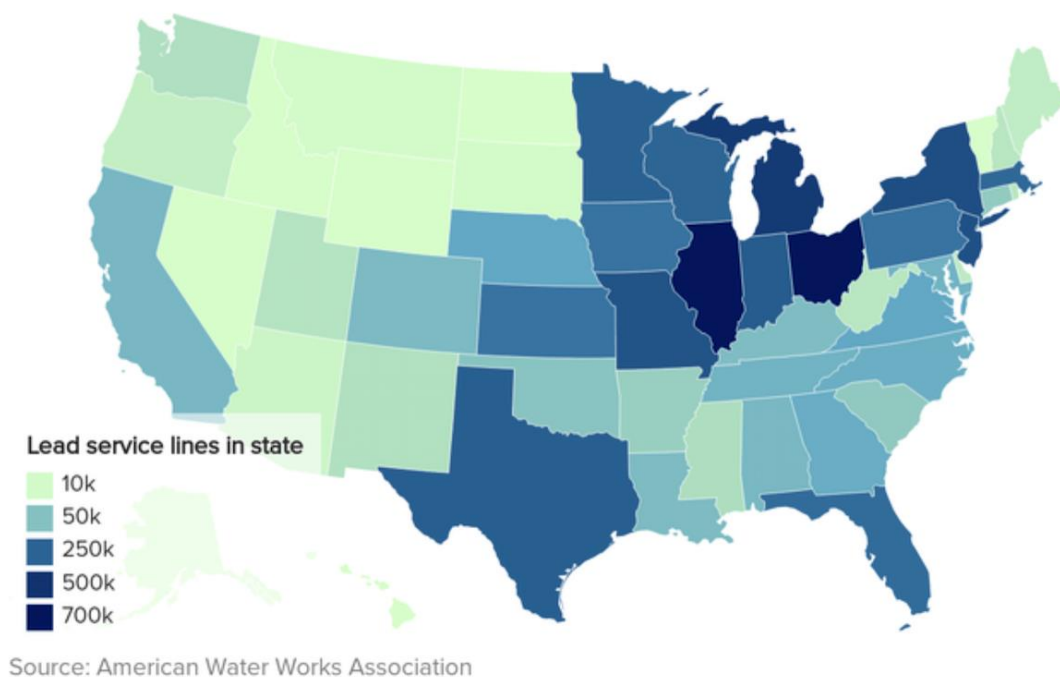 Lead service lines in state
10k
50k
250k
500k
700k
Source: American Water Works Association